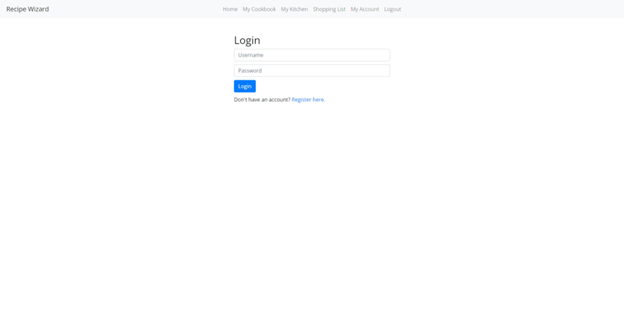 Recipe Wizard
Home My Cookbook My Kitchen Shopping List My Account Logout
Login
Username
Password
Login
Don't have an account? Register here.